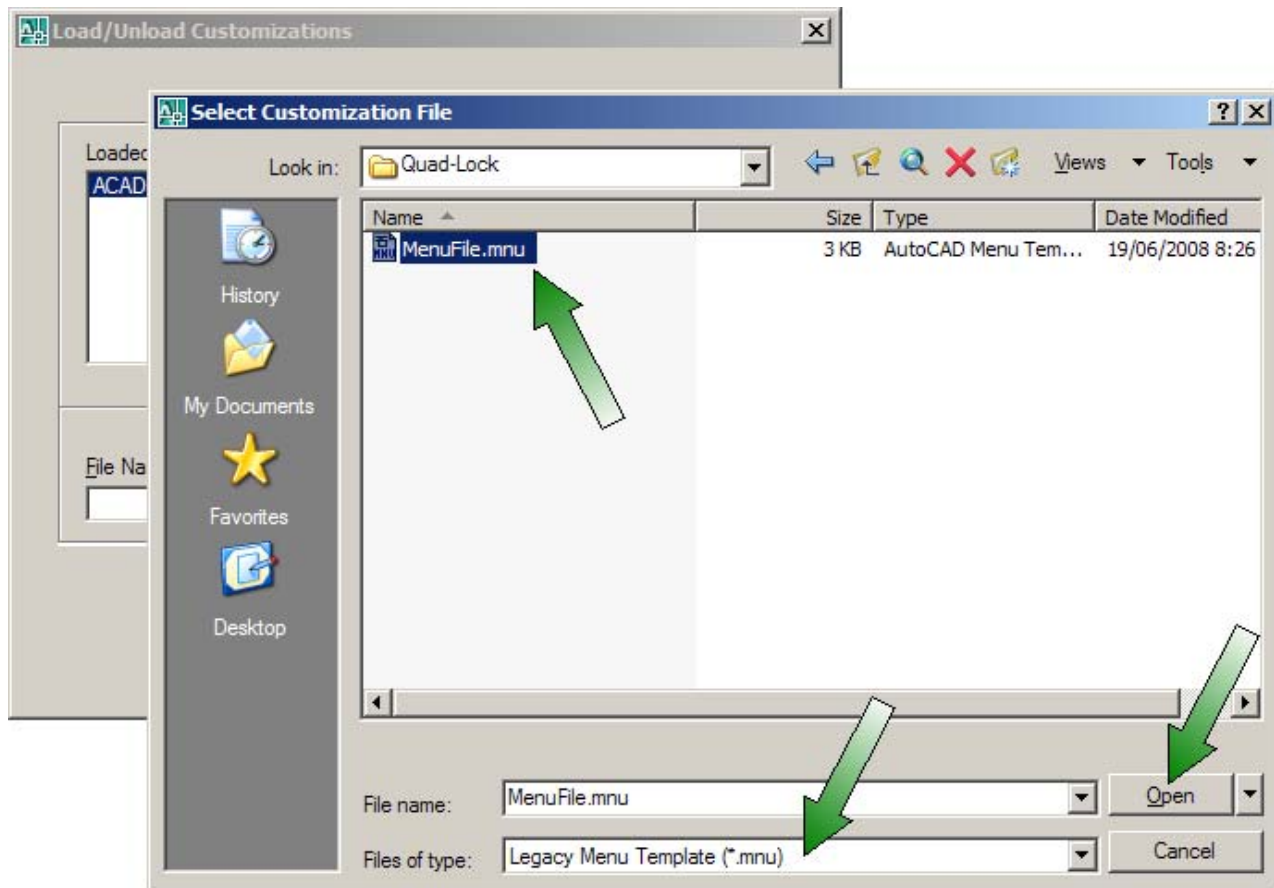 Load/Unload Customizations
Select Customization File
Loaded
ACAD
Look in:
Quad-Lock
Views
Tools
Name
Size
Type
Date Modified
MenuFile.mnu
3 KB
AutoCAD Menu Tem...
19/06/2008 8:26
History
My Documents
File Na
Favorites
Desktop
File name:
MenuFile.mnu
Open
Files of type:
Legacy Menu Template (*.mnu)
Cancel